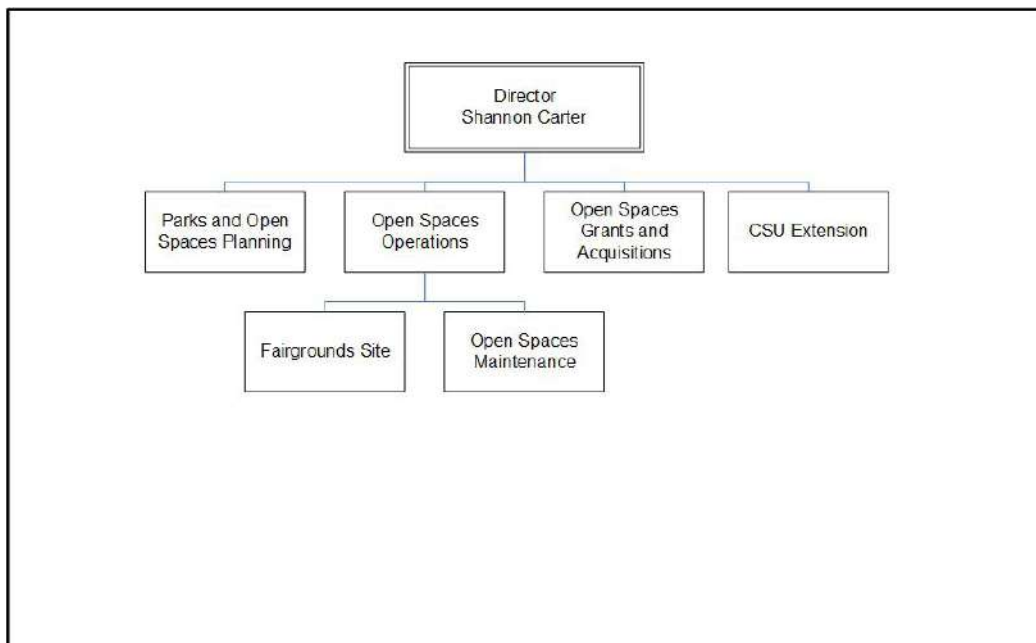 Director
Shannon Carter
Parks and Open
Spaces Planning
Open Spaces
Operations
Open Spaces
Grants and
Acquisitions
CSU Extension
Fairgrounds Site
Open Spaces
Maintenance